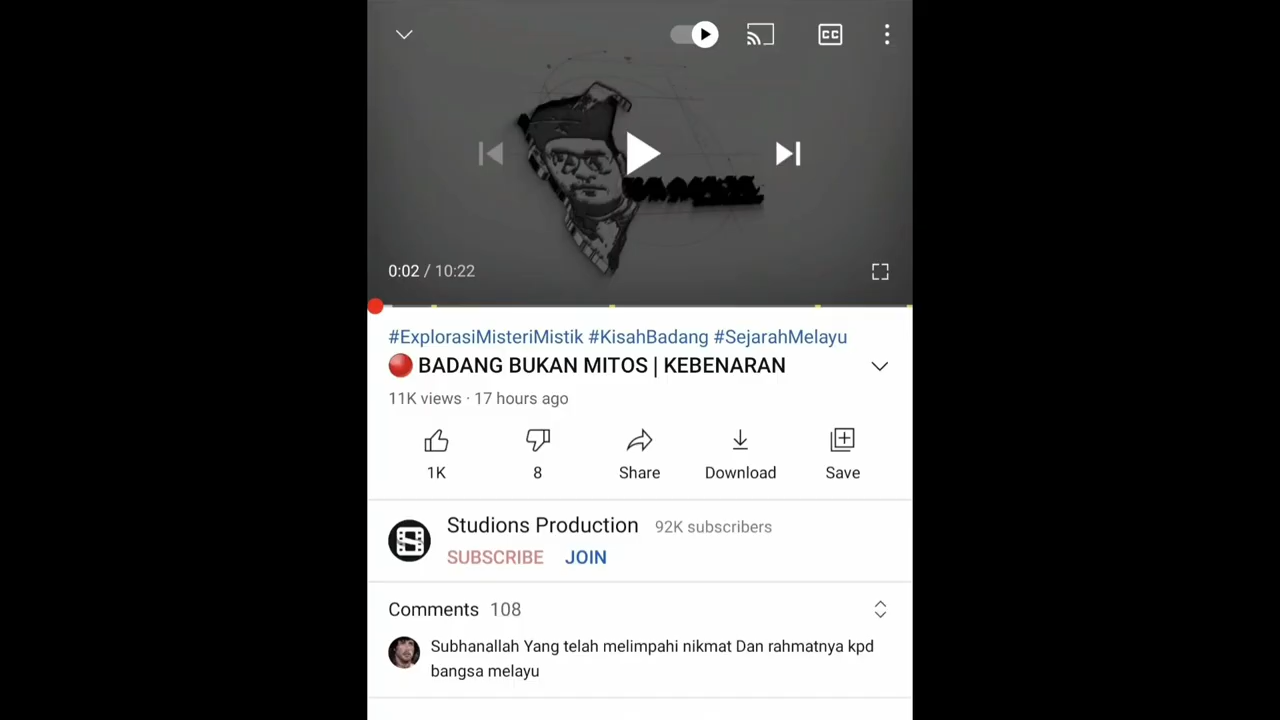 CC
0:02 / 10:22
#ExplorasiMisteriMistik #KisahBadang #SejarahMelayu
BADANG BUKAN MITOS | KEBENARAN
11K views · 17 hours ago
1K
8
Share
Download
Save
Studions Production 92K subscribers
SUBSCRIBE JOIN
Comments 108
Subhanallah Yang telah melimpahi nikmat Dan rahmatnya kpd
bangsa melayu